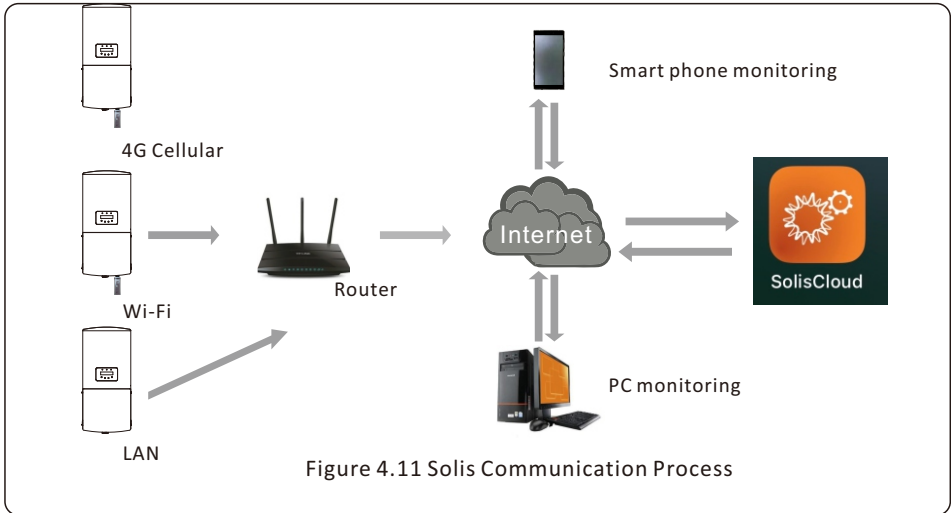 Smart phone monitoring
4G Cellular
Internet
SolisCloud
Router
Wi-Fi
PC monitoring
LAN
Figure 4.11 Solis Communication Process